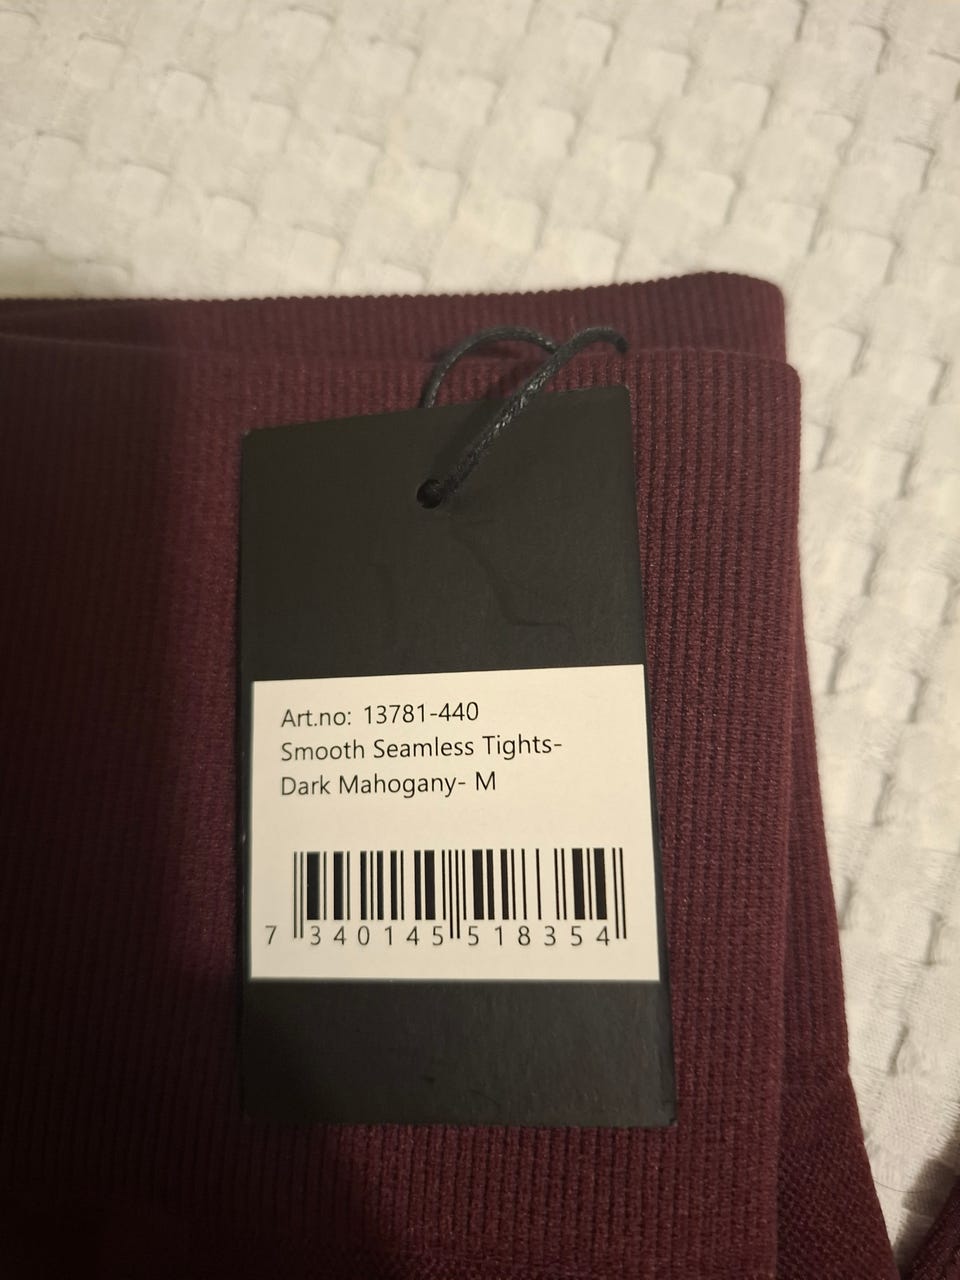 Art.no: 13781-440
Smooth Seamless Tights-
Dark Mahogany- M
7 340145 518354